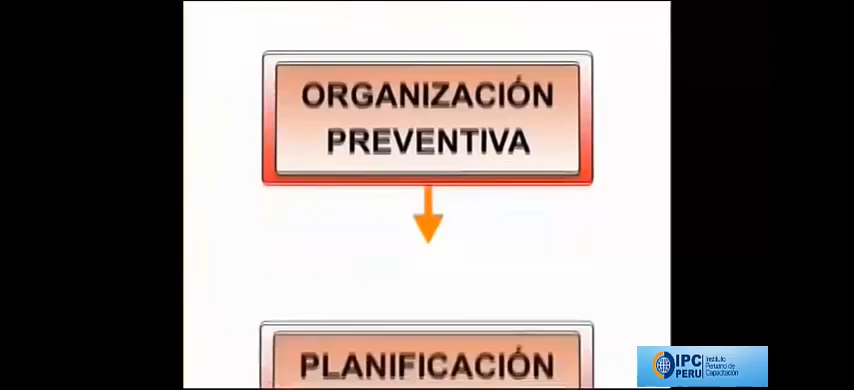 ORGANIZACIÓN
PREVENTIVA
PLANIFICACIÓN
IPC
PERU
Instituto
Peruano de
Capacitación